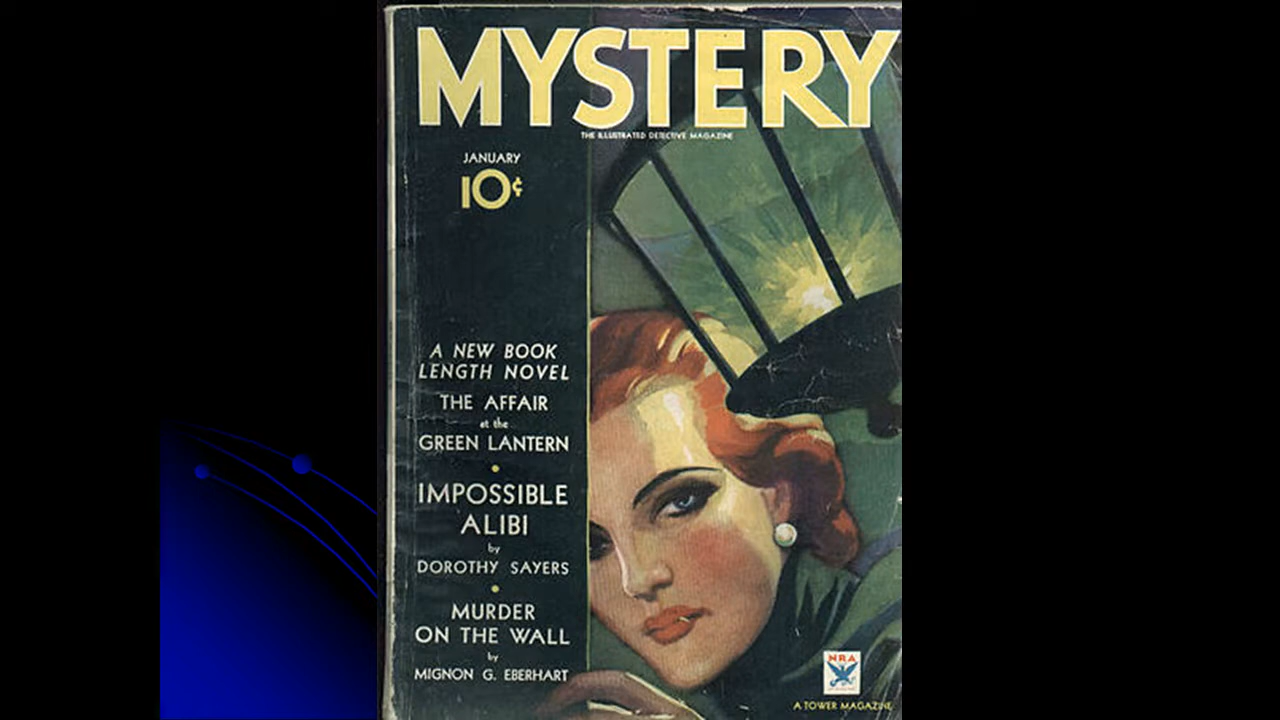 MYSTERY
THE ILLUSTRATED DETECTIVE MAGAZINE
JANUARY
10¢
A NEW BOOK
LENGTH NOVEL
THE AFFAIR
at the
GREEN LANTERN
IMPOSSIBLE
ALIBI
by
DOROTHY SAYERS
MURDER
ON THE WALL
by
MIGNON G. EBERHART
NRA
A TOWER MAGAZINE